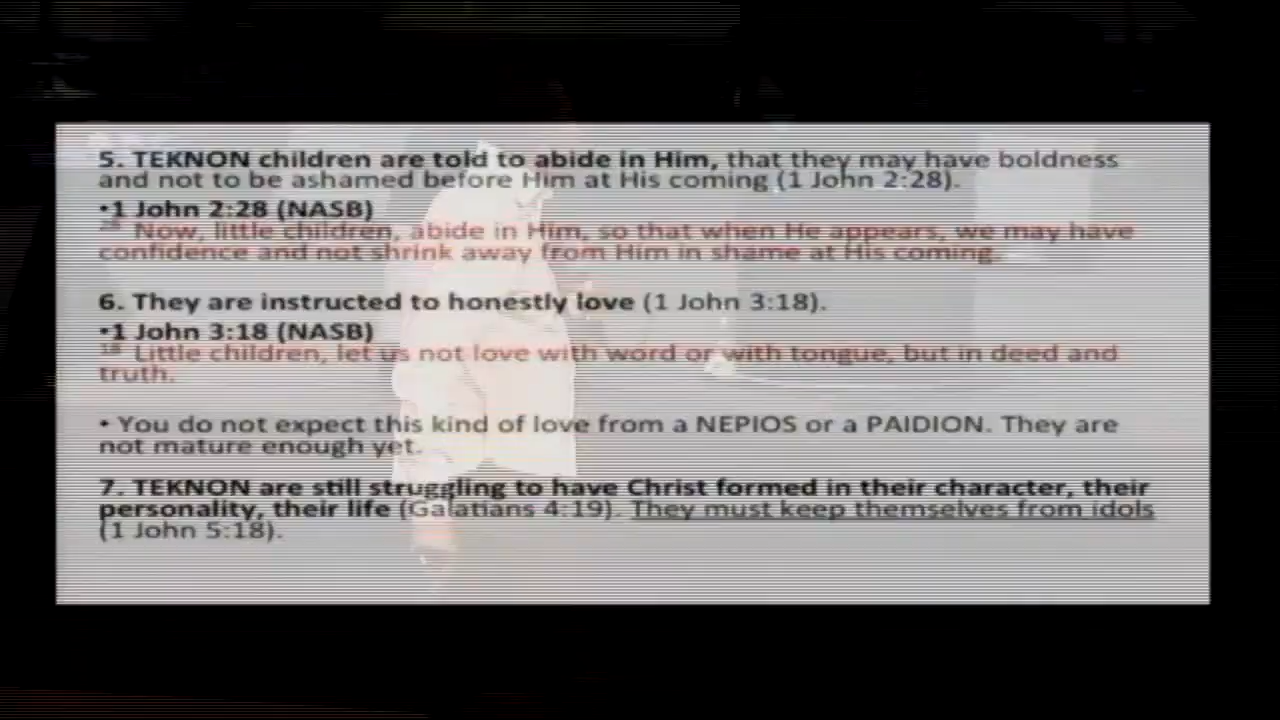 5. TEKNON children are told to abide in Him, that they may have boldness
and not to be ashamed before Him at His coming (1 John 2:28).
•1 John 2:28 (NASB)
28 Now, little children, abide in Him, so that when He appears, we may have
confidence and not shrink away from Him in shame at His coming.
6. They are instructed to honestly love (1 John 3:18).
•1 John 3:18 (NASB)
18 Little children, let us not love with word or with tongue, but in deed and
truth.
• You do not expect this kind of love from a NEPIOS or a PAIDION. They are
not mature enough yet.
7. TEKNON are still struggling to have Christ formed in their character, their
personality, their life (Galatians 4:19). They must keep themselves from idols
(1 John 5:18).